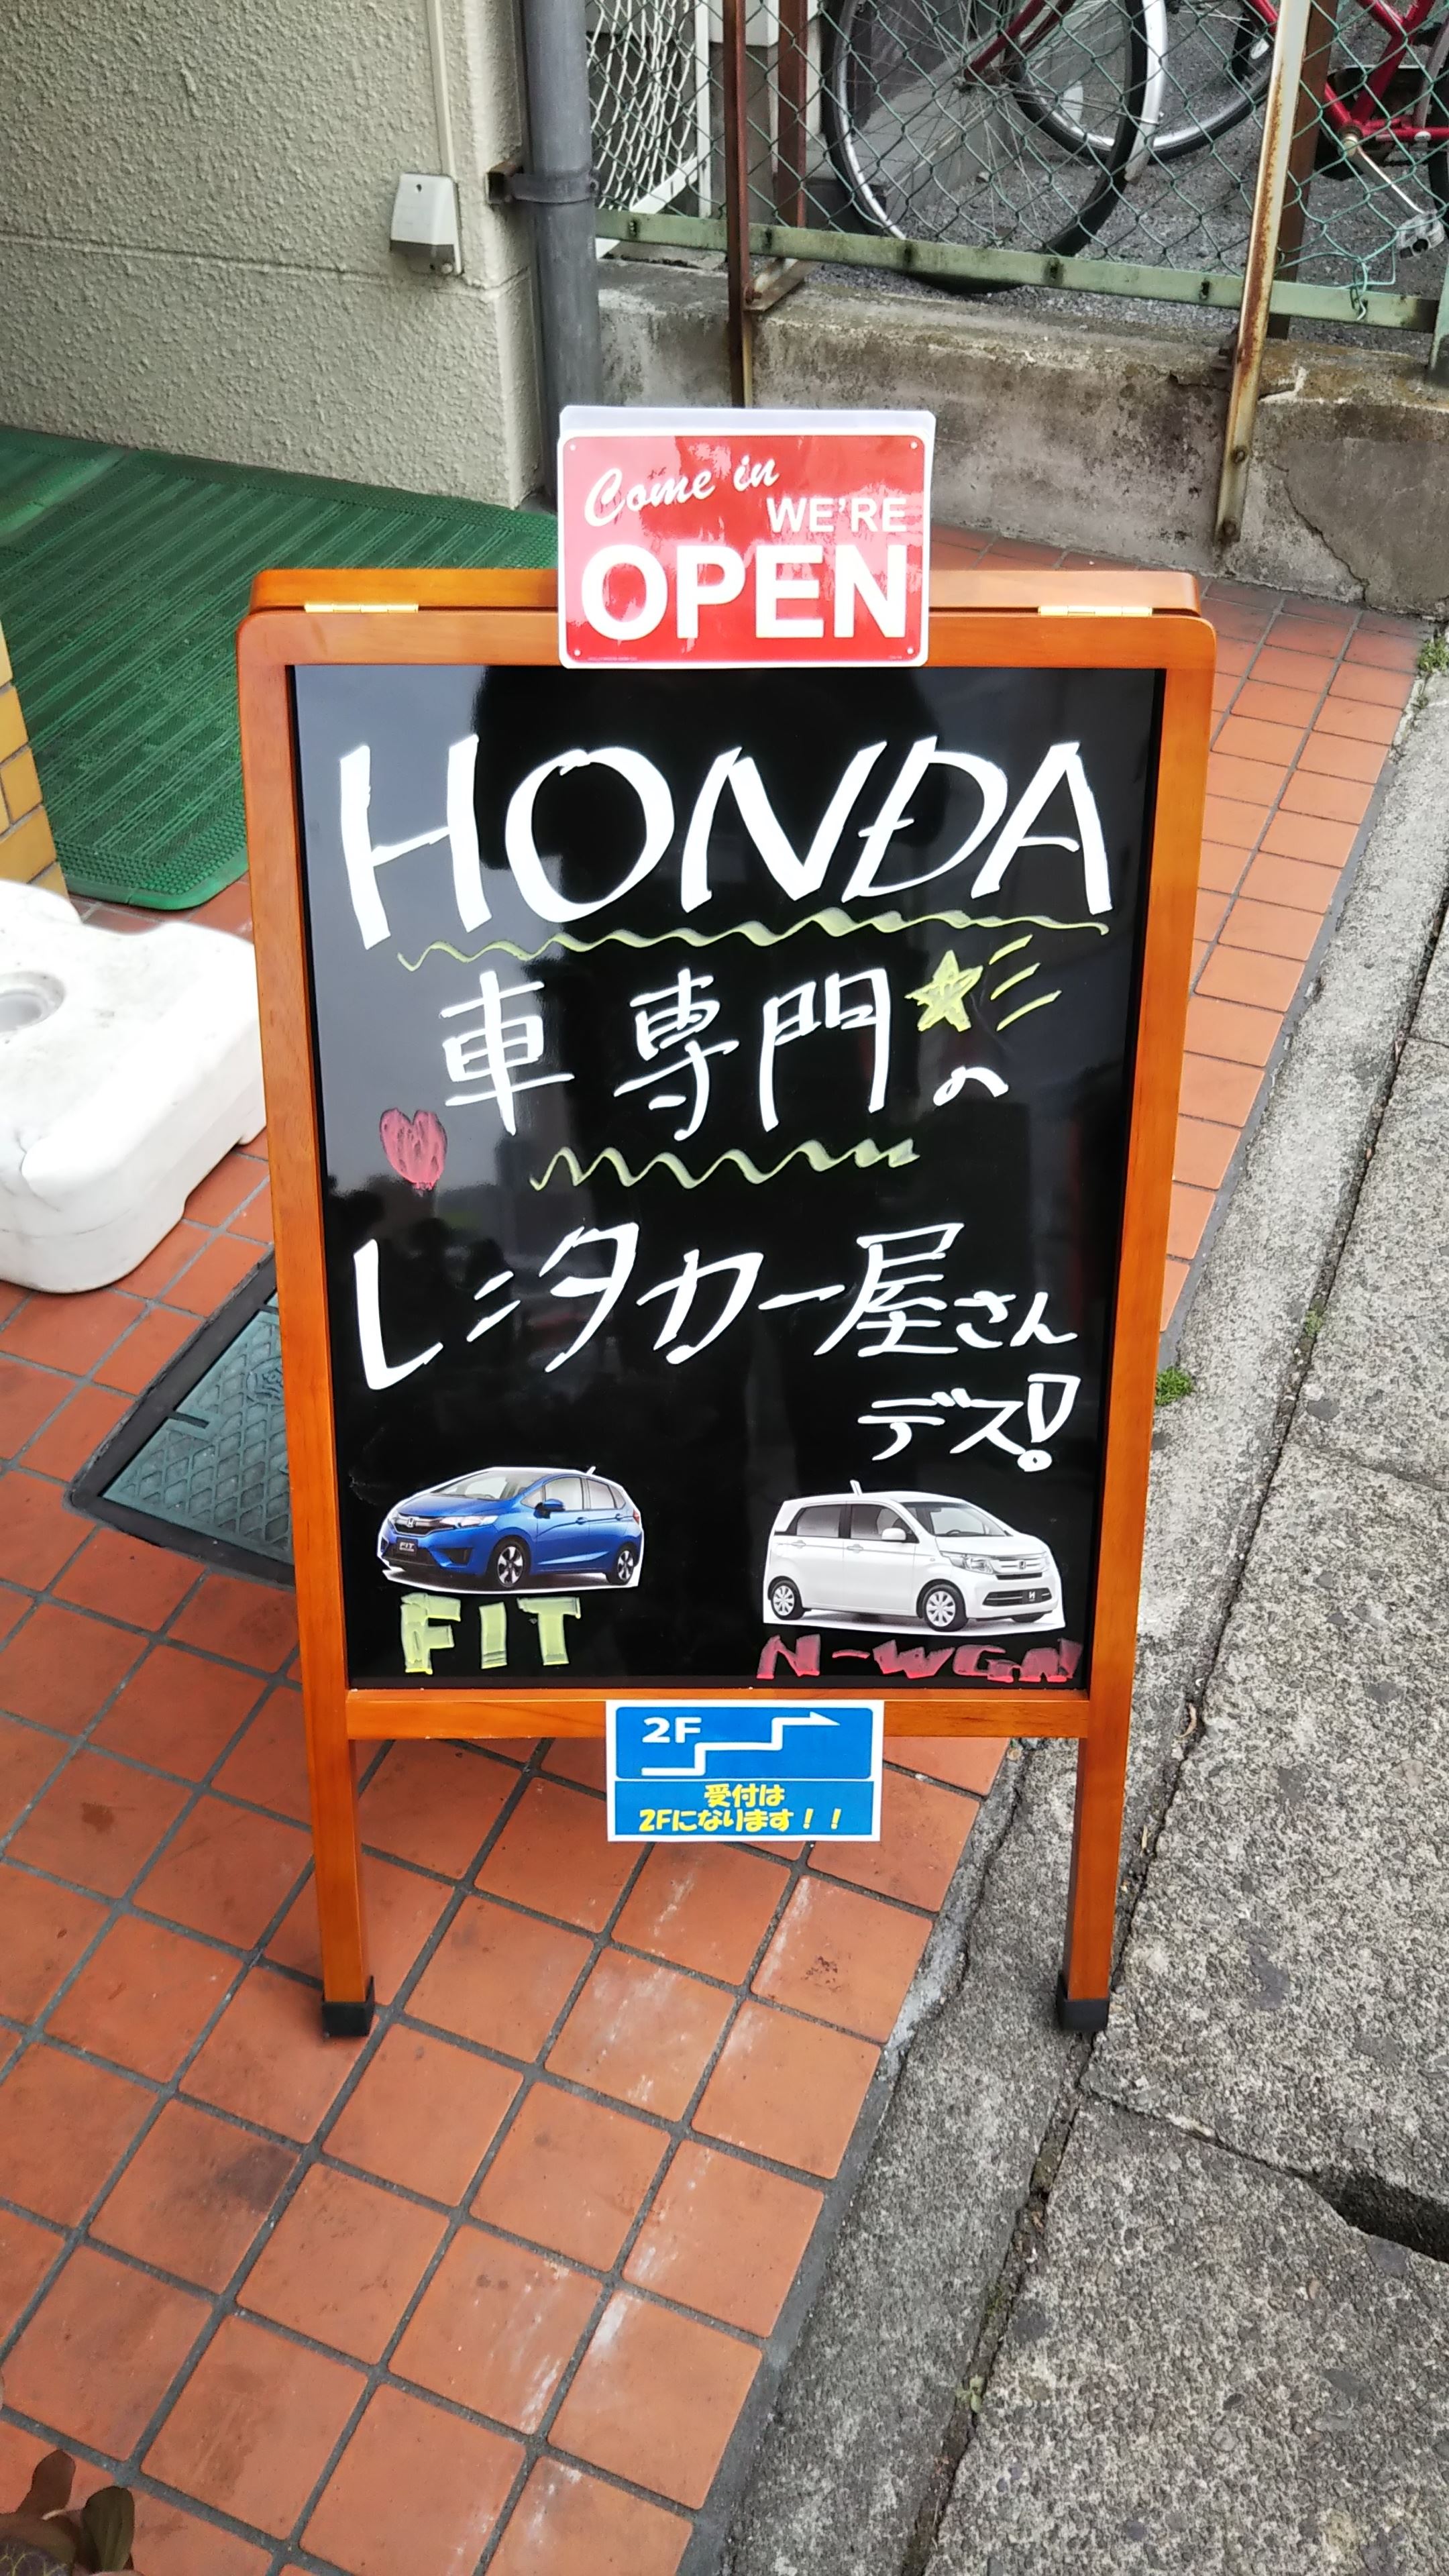 Come in
WE'RE
OPEN
HONDA
車専門の
レンタカー屋さん
デス!
FIT
N-WGN
2F
受付は
2Fになります！！